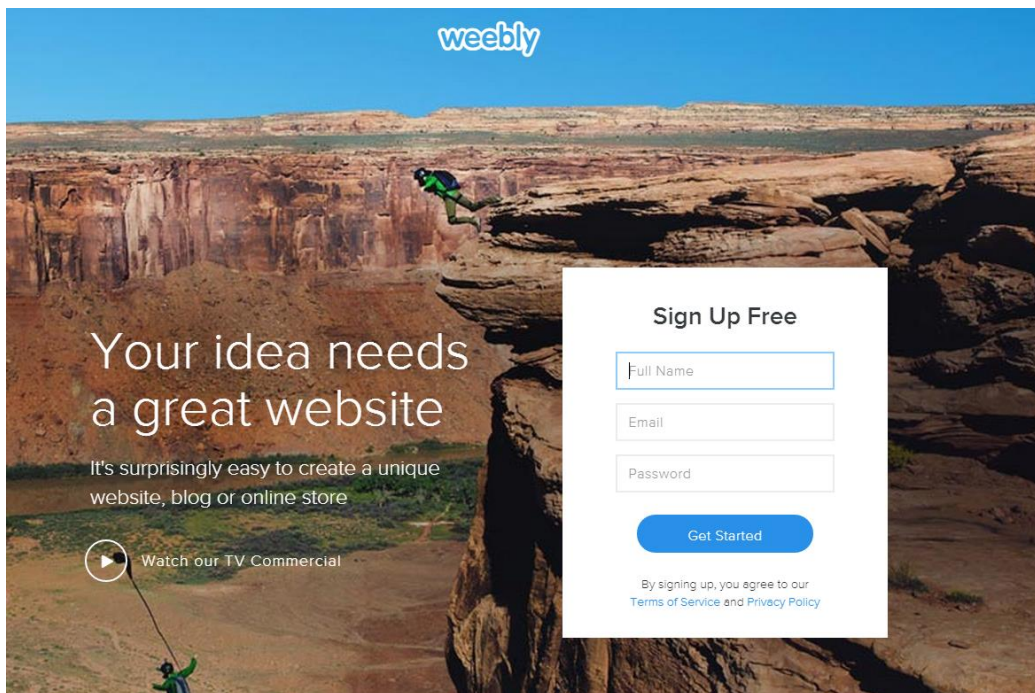 weebly
Your idea needs
a great website
It's surprisingly easy to create a unique
website, blog or online store
Watch our TV Commercial
Sign Up Free
Full Name
Email
Password
Get Started
By signing up, you agree to our
Terms of Service and Privacy Policy